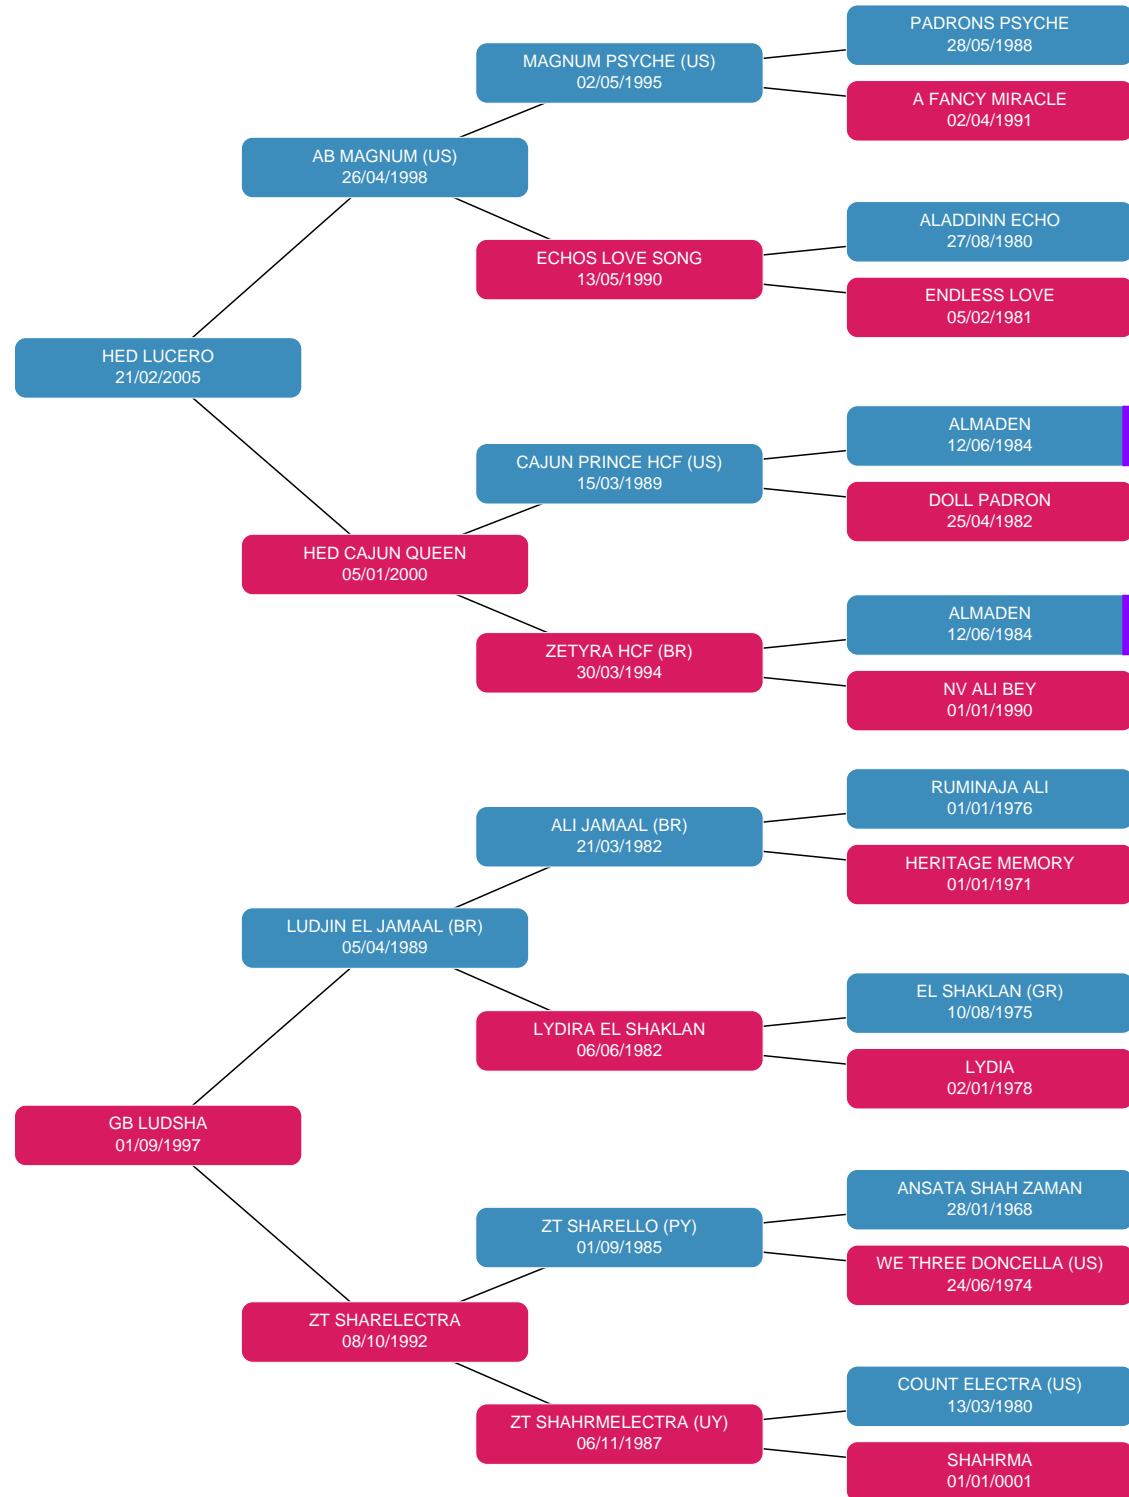 PADRONS PSYCHE
28/05/1988
MAGNUM PSYCHE (US)
02/05/1995
A FANCY MIRACLE
02/04/1991
AB MAGNUM (US)
26/04/1998
ALADDINN ECHO
27/08/1980
ECHOS LOVE SONG
13/05/1990
ENDLESS LOVE
05/02/1981
HED LUCERO
21/02/2005
ALMADEN
12/06/1984
CAJUN PRINCE HCF (US)
15/03/1989
DOLL PADRON
25/04/1982
HED CAJUN QUEEN
05/01/2000
ALMADEN
12/06/1984
ZETYRA HCF (BR)
30/03/1994
NV ALI BEY
01/01/1990
RUMINAJA ALI
01/01/1976
ALI JAMAAL (BR)
21/03/1982
HERITAGE MEMORY
01/01/1971
LUDJIN EL JAMAAL (BR)
05/04/1989
EL SHAKLAN (GR)
10/08/1975
LYDIRA EL SHAKLAN
06/06/1982
LYDIA
02/01/1978
GB LUDSHA
01/09/1997
ANSATA SHAH ZAMAN
28/01/1968
ZT SHARELLO (PY)
01/09/1985
WE THREE DONCELLA (US)
24/06/1974
ZT SHARELECTRA
08/10/1992
COUNT ELECTRA (US)
13/03/1980
ZT SHAHRMELECTRA (UY)
06/11/1987
SHAHRMA
01/01/0001